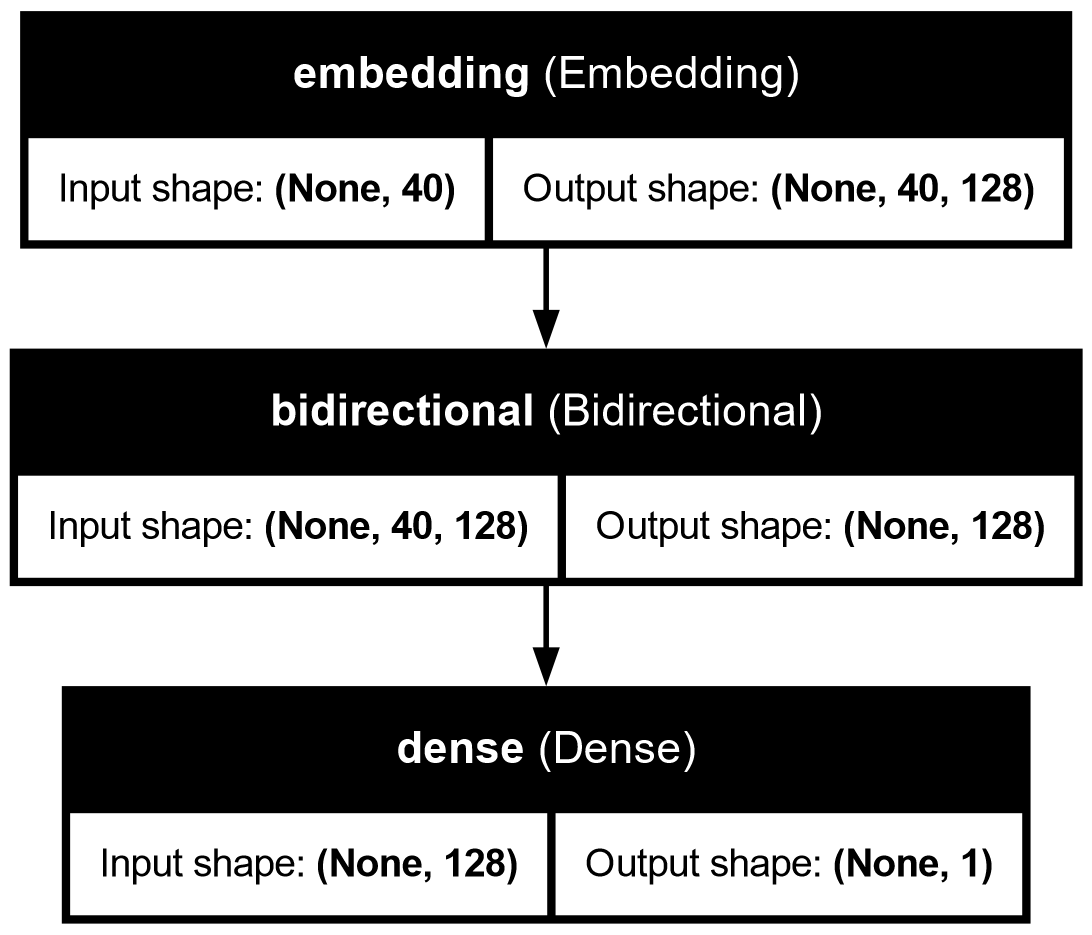 embedding (Embedding)
Input shape: (None, 40)
Output shape: (None, 40, 128)
bidirectional (Bidirectional)
Input shape: (None, 40, 128)
Output shape: (None, 128)
dense (Dense)
Input shape: (None, 128)
Output shape: (None, 1)